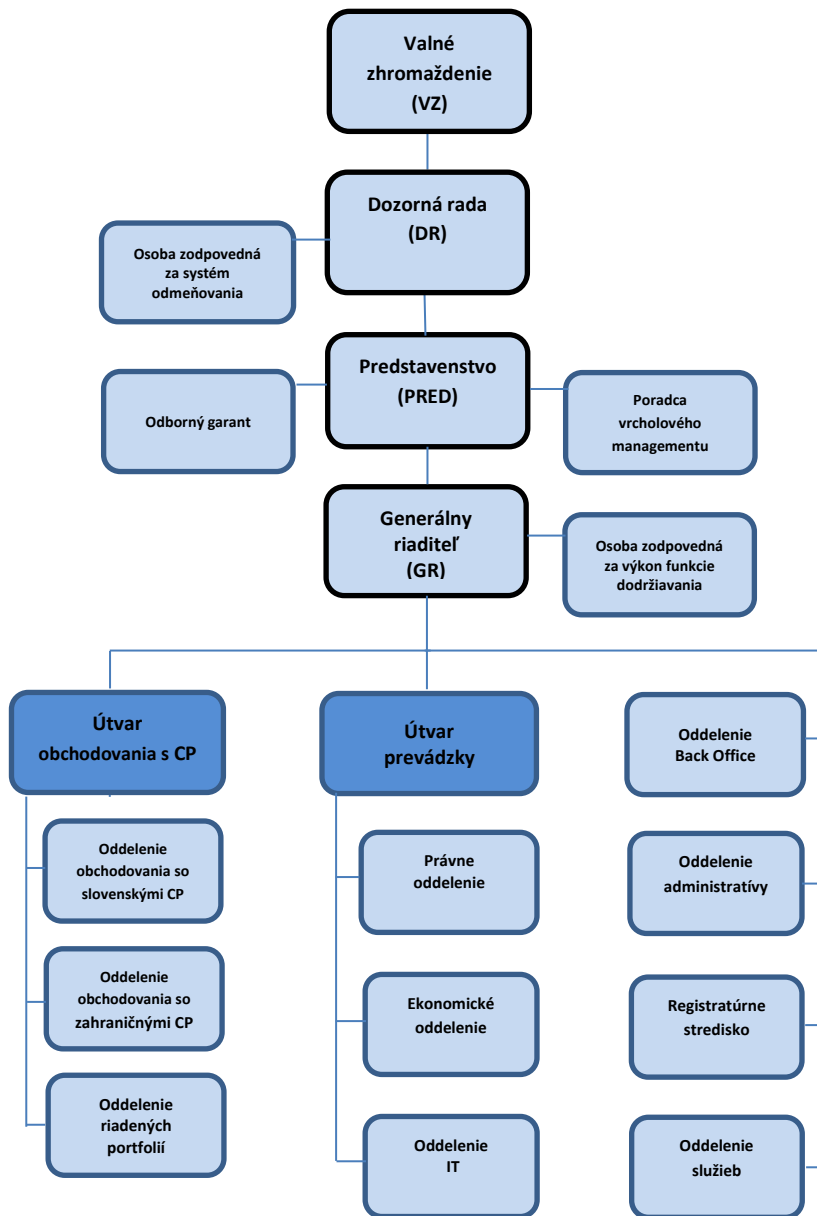 Valné
zhromaždenie
(VZ)
Dozorná rada
(DR)
Osoba zodpovedná
za systém
odmeňovania
Predstavenstvo
(PRED)
Odborný garant
Poradca
vrcholového
managementu
Generálny
riaditeľ
(GR)
Osoba zodpovedná
za výkon funkcie
dodržiavania
Útvar
obchodovania s CP
Oddelenie
obchodovania so
slovenskými CP
Oddelenie
obchodovania so
zahraničnými CP
Oddelenie
riadených
portfolií
Útvar
prevádzky
Právne
oddelenie
Ekonomické
oddelenie
Oddelenie
IT
Oddelenie
Back Office
Oddelenie
administratívy
Registratúrne
stredisko
Oddelenie
služieb